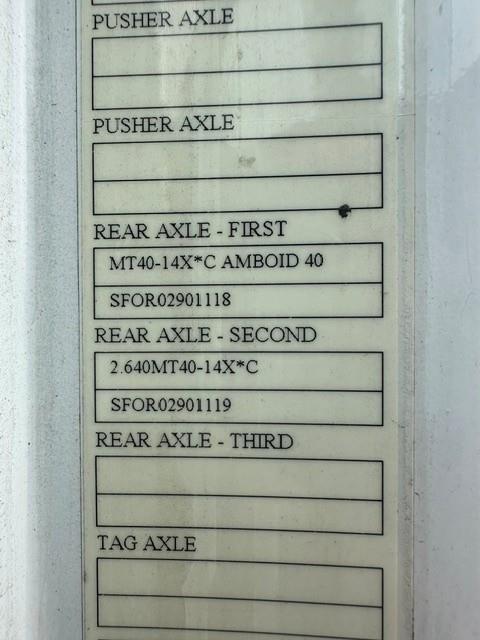 PUSHER AXLE
PUSHER AXLE
REAR AXLE - FIRST
MT40-14X*C AMBOID 40
SFOR02901118
REAR AXLE - SECOND
2.640MT40-14X*C
SFOR02901119
REAR AXLE - THIRD
TAG AXLE